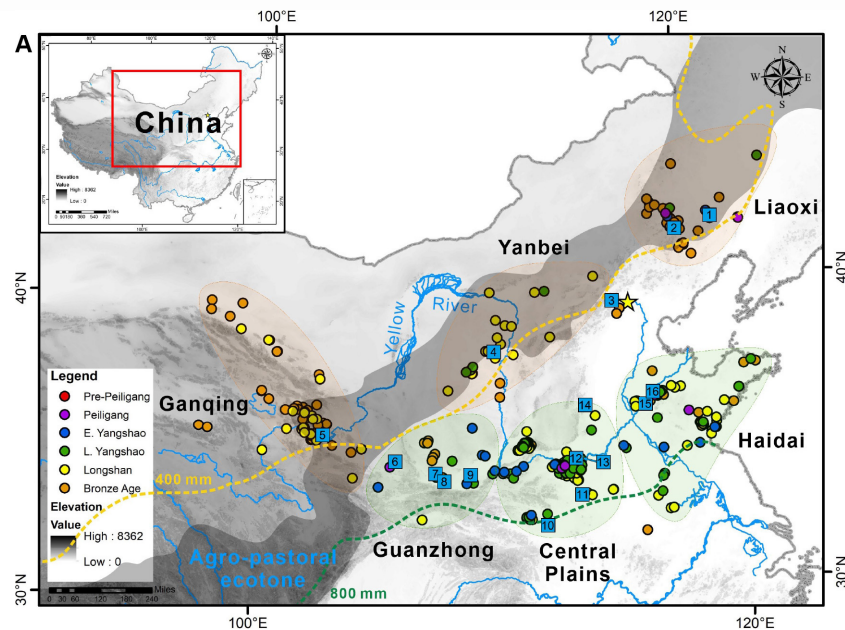 100°E
120°E
A
China
Elevation
Value
High : 8362
Low : 0
Miles
N
W
E
S
Liaoxi
1
2
Yanbei
3
40°N
40°N
Yellow
River
4
Legend
Pre-Peiligang
Peiligang
E. Yangshao
L. Yangshao
Longshan
Bronze Age
Elevation
Value
High : 8362
Low : 0
Miles
0 30 60 120 180 240
Ganqing
5
14
16
15
Haidai
6
7
8
9
12
13
11
10
400 mm
Agro-pastoral
ecotone
Guanzhong
Central
Plains
800 mm
30°N
30°N
100°E
120°E